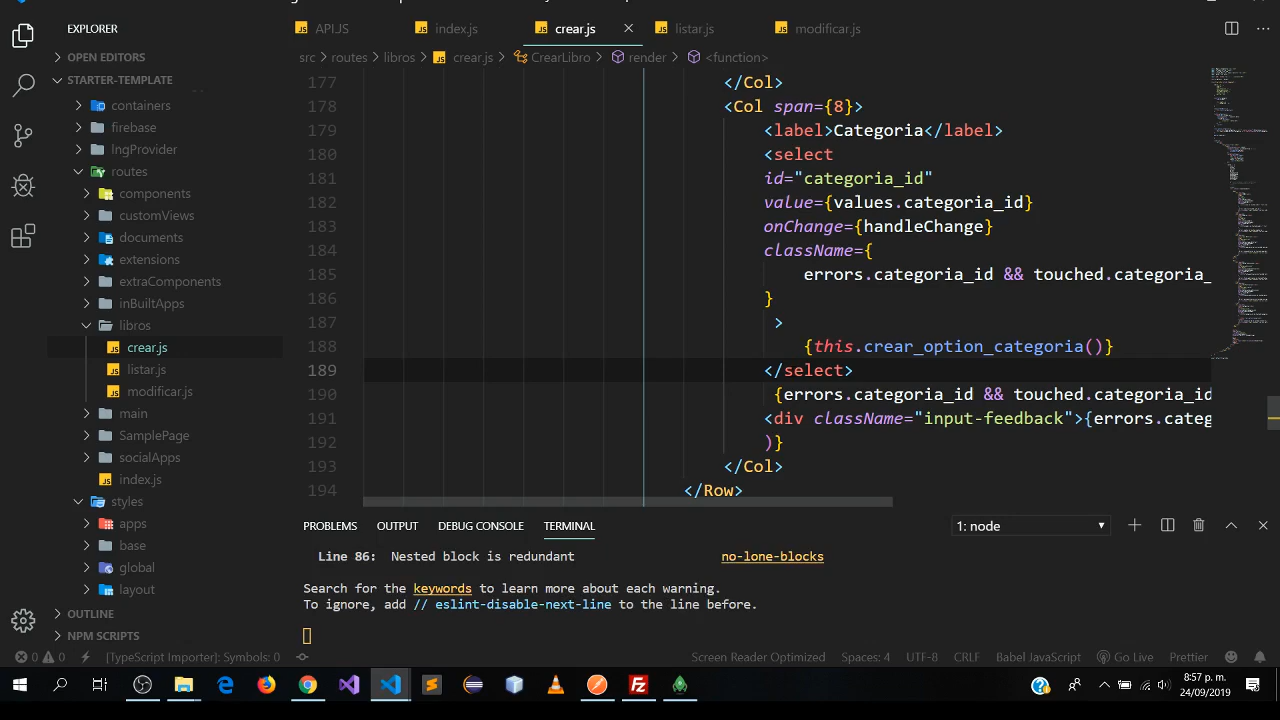 EXPLORER
OPEN EDITORS
STARTER-TEMPLATE
containers
firebase
lngProvider
routes
components
customViews
documents
extensions
extraComponents
inBuiltApps
libros
crear.js
listar.js
modificar.js
main
SamplePage
socialApps
index.js
styles
apps
base
global
layout
OUTLINE
NPM SCRIPTS
APIJS index.js crear.js listar.js modificar.js
src > routes > libros > crear.js > CrearLibro > render > <function>
177 </Col>
178 <Col span={8}>
179 <label>Categoria</label>
180 <select
181 id="categoria_id"
182 value={values.categoria_id}
183 onChange={handleChange}
184 className={
185 errors.categoria_id && touched.categoria_
186 }
187 >
188 {this.crear_option_categoria()}
189 </select>
190 {errors.categoria_id && touched.categoria_id
191 <div className="input-feedback">{errors.categ
192 )}
193 </Col>
194 </Row>
PROBLEMS OUTPUT DEBUG CONSOLE TERMINAL 1: node
Line 86: Nested block is redundant no-lone-blocks
Search for the keywords to learn more about each warning.
To ignore, add // eslint-disable-next-line to the line before.
0 0 [TypeScript Importer]: Symbols: 0 Screen Reader Optimized Spaces: 4 UTF-8 CRLF Babel JavaScript Go Live Prettier
8:57 p. m.
24/09/2019